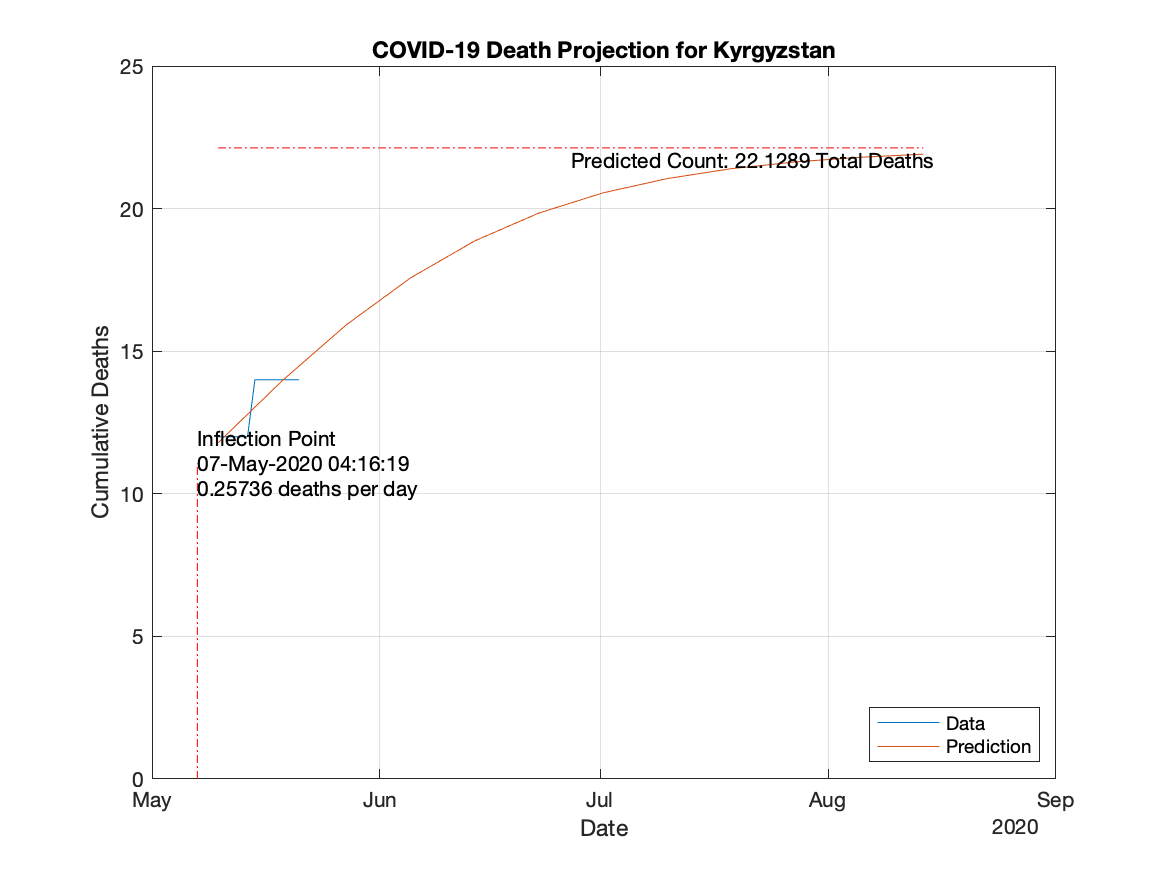 COVID-19 Death Projection for Kyrgyzstan
25
Predicted Count: 22.1289 Total Deaths
20
15
Cumulative Deaths
Inflection Point
07-May-2020 04:16:19
0.25736 deaths per day
10
5
Data
Prediction
0
May Jun Jul Aug Sep
Date
2020